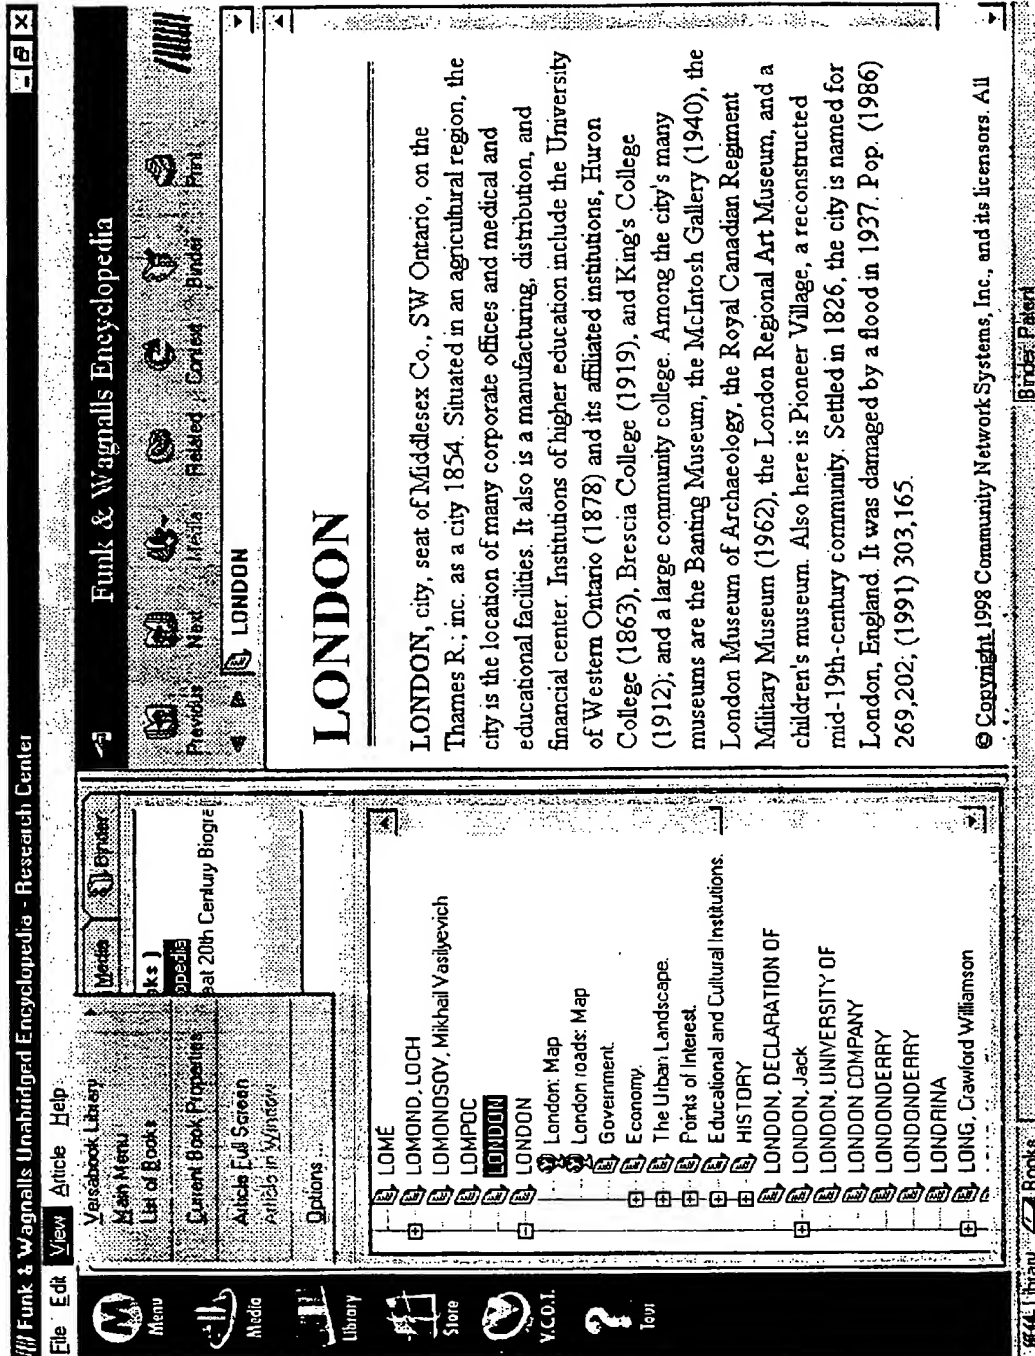 Funk & Wagnalls Unabridged Encyclopedia - Research Center
File Edit View Article Help
Versabook Library
Main Menu
List of Books
Current Book Properties
Article Full Screen
Article in Window
Options ...
Media Binder
oks )
opedia
eat 20th Century Biogra
Menu
Media
Library
Store
V.C.O.T.
Tour
LOMÉ
LOMOND, LOCH
LOMONOSOV, Mikhail Vasilyevich
LOMPOC
LONDON
LONDON
London: Map
London roads: Map
Government.
Economy.
The Urban Landscape.
Points of Interest.
Educational and Cultural Institutions.
HISTORY
LONDON, DECLARATION OF
LONDON, Jack
LONDON, UNIVERSITY OF
LONDON COMPANY
LONDONDERRY
LONDONDERRY
LONDRINA
LONG, Crawford Williamson
Funk & Wagnalls Encyclopedia
Previous Next Media Related Context Binder Print
LONDON
LONDON
LONDON, city, seat of Middlesex Co., SW Ontario, on the
Thames R.; inc. as a city 1854. Situated in an agricultural region, the
city is the location of many corporate offices and medical and
educational facilities. It also is a manufacturing, distribution, and
financial center. Institutions of higher education include the University
of Western Ontario (1878) and its affiliated institutions, Huron
College (1863), Brescia College (1919), and King's College
(1912); and a large community college. Among the city's many
museums are the Banting Museum, the McIntosh Gallery (1940), the
London Museum of Archaeology, the Royal Canadian Regiment
Military Museum (1962), the London Regional Art Museum, and a
children's museum. Also here is Pioneer Village, a reconstructed
mid-19th-century community. Settled in 1826, the city is named for
London, England. It was damaged by a flood in 1937. Pop. (1986)
269,202, (1991) 303,165.
© Copyright 1998 Community Network Systems, Inc., and its licensors. All
Library Books Binder: Patent